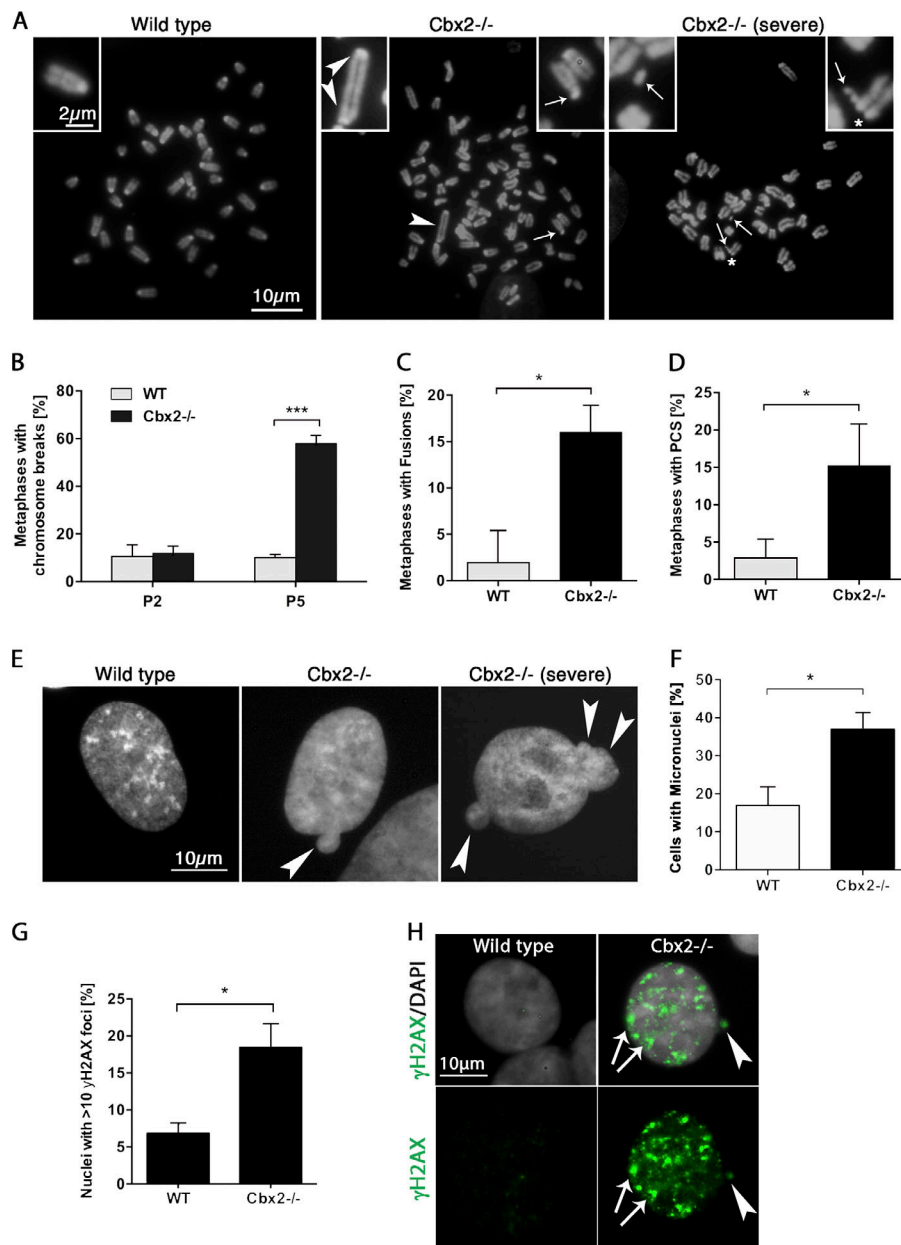 A
Wild type
Cbx2-/-
Cbx2-/- (severe)
2µm
10µm
*
*
B
Metaphases with
chromosome breaks [%]
80
60
40
20
0
WT
Cbx2-/-
***
P2
P5
C
Metaphases with Fusions [%]
20
15
10
5
0
*
WT
Cbx2-/-
D
Metaphases with PCS [%]
25
20
15
10
5
0
*
WT
Cbx2-/-
E
Wild type
Cbx2-/-
Cbx2-/- (severe)
10µm
F
Cells with Micronuclei [%]
50
40
30
20
10
0
*
WT
Cbx2-/-
G
Nuclei with >10 γH2AX foci [%]
25
20
15
10
5
0
*
WT
Cbx2-/-
H
Wild type
Cbx2-/-
γH2AX/DAPI
10µm
γH2AX